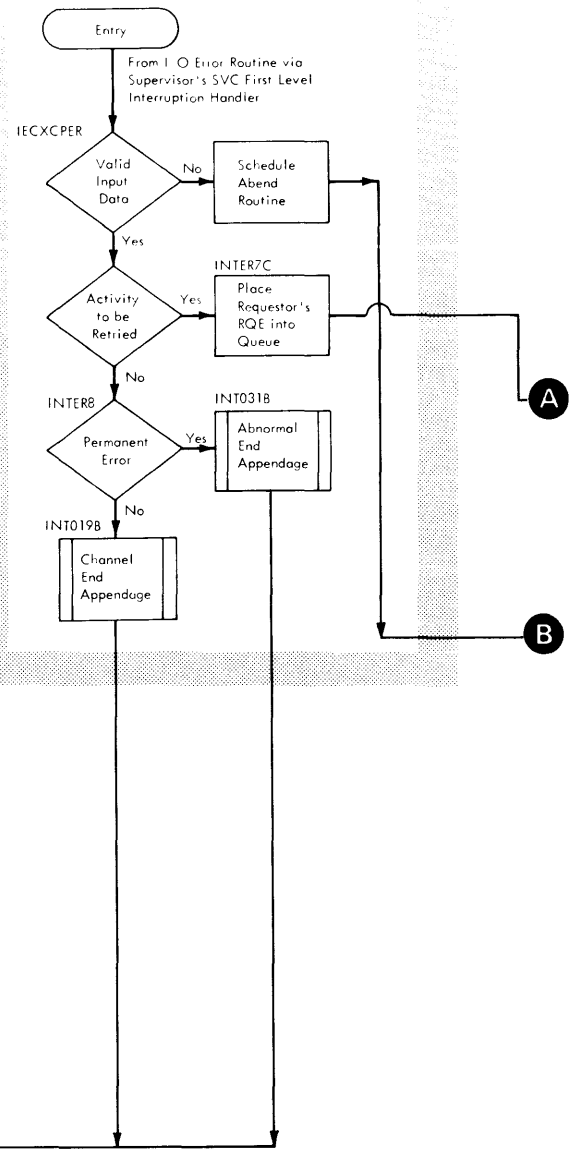 Entry
From I O Error Routine via
Supervisor's SVC First Level
Interruption Handler
IECXCPER
Valid
Input
Data
No
Schedule
Abend
Routine
Yes
INTER7C
Activity
to be
Retried
Yes
Place
Requestor's
RQE into
Queue
No
A
INTER8
INT031B
Permanent
Error
Yes
Abnormal
End
Appendage
No
INT019B
Channel
End
Appendage
B